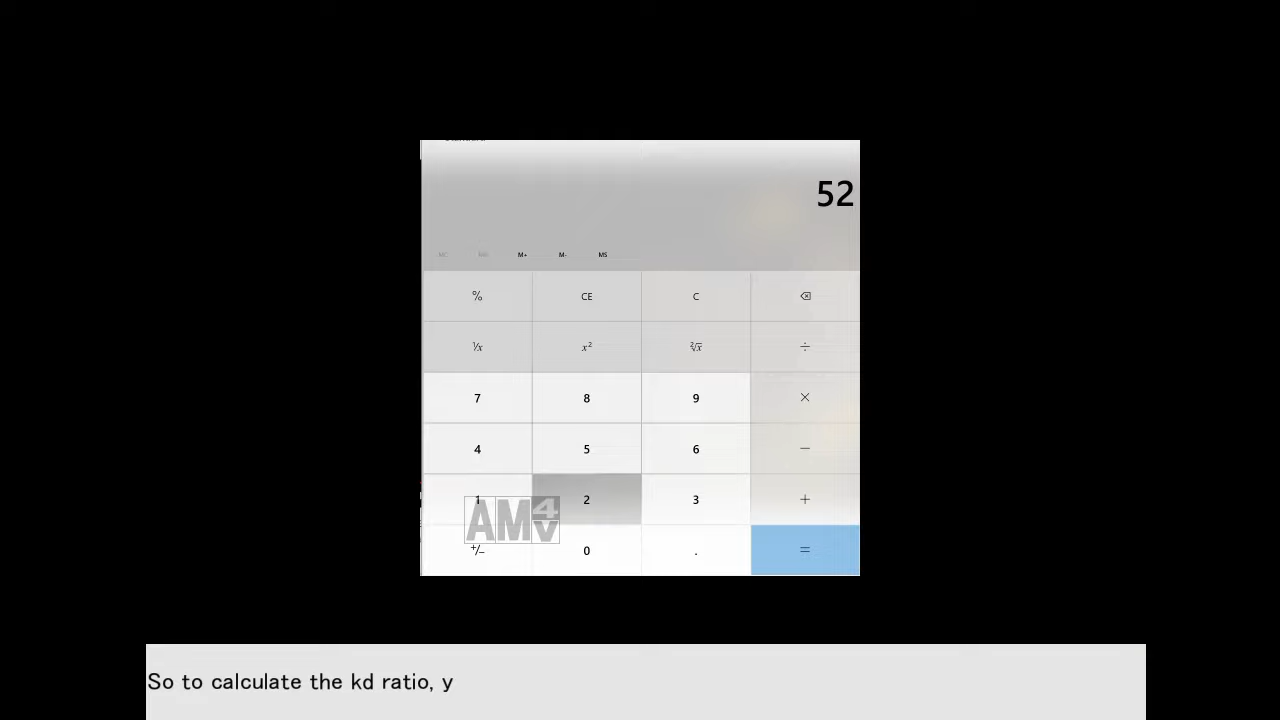 52
M+ M- MS
% CE C
⅟x x² ²√x ÷
7 8 9 ×
4 5 6 −
1 2 3 +
+/− 0 . =
AM4V
So to calculate the kd ratio, y